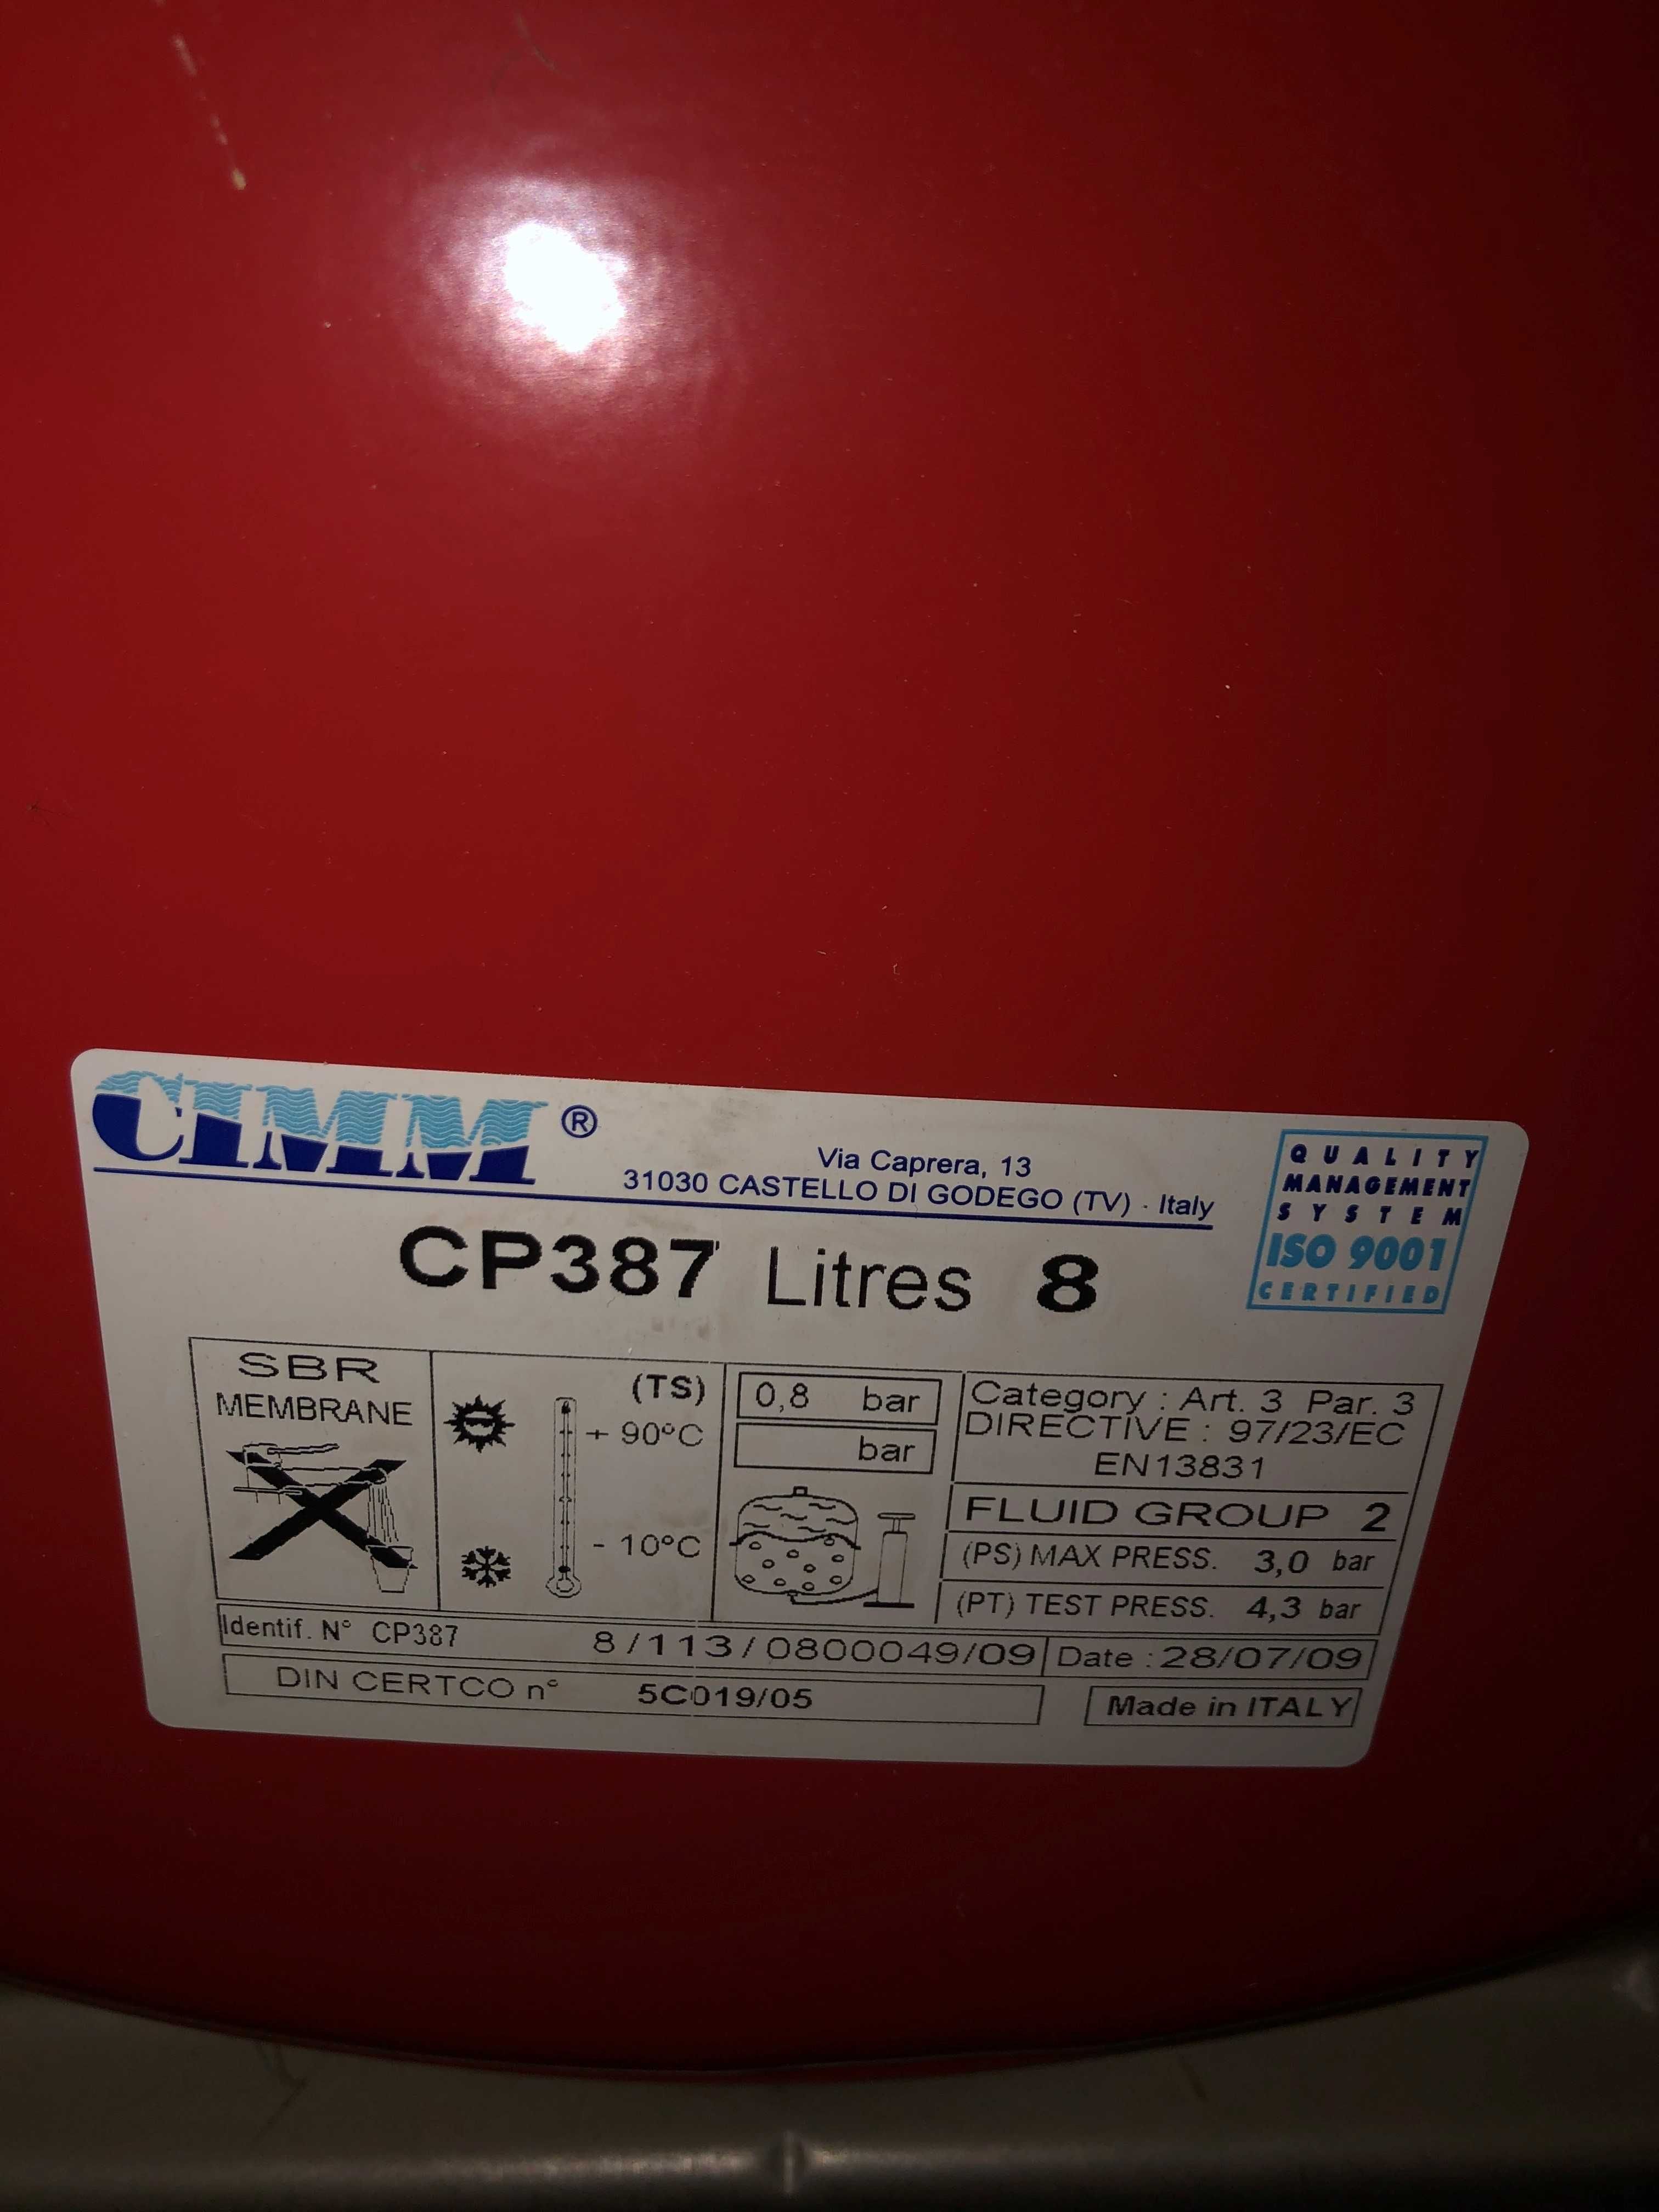 CIMM ®
Via Caprera, 13
31030 CASTELLO DI GODEGO (TV) - Italy
QUALITY
MANAGEMENT
SYSTEM
ISO 9001
CERTIFIED
CP387 Litres 8
SBR
MEMBRANE
(TS)
+ 90°C
- 10°C
0,8 bar
bar
Category : Art. 3 Par. 3
DIRECTIVE : 97/23/EC
EN13831
FLUID GROUP 2
(PS) MAX PRESS. 3,0 bar
(PT) TEST PRESS. 4,3 bar
Identif. N° CP387 8/113/0800049/09 Date : 28/07/09
DIN CERTCO n° 5C019/05
Made in ITALY